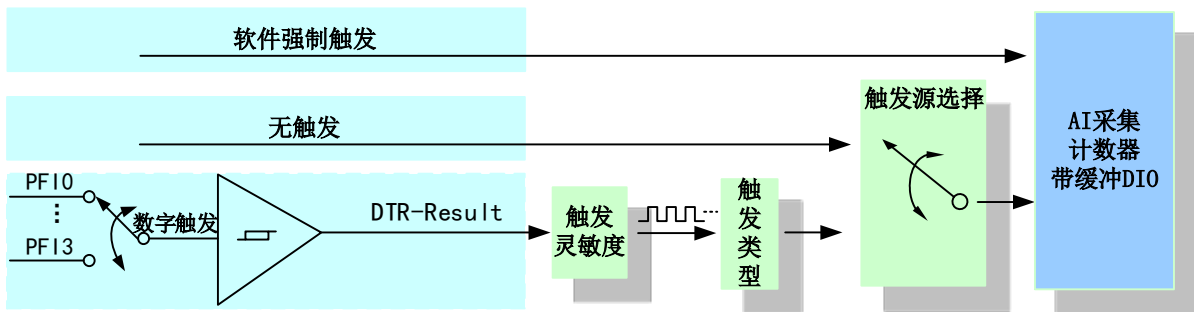 软件强制触发
无触发
触发源选择
AI采集
计数器
带缓冲DIO
PFI0
PFI3
数字触发
DTR-Result
触发
灵敏度
触
发
类
型